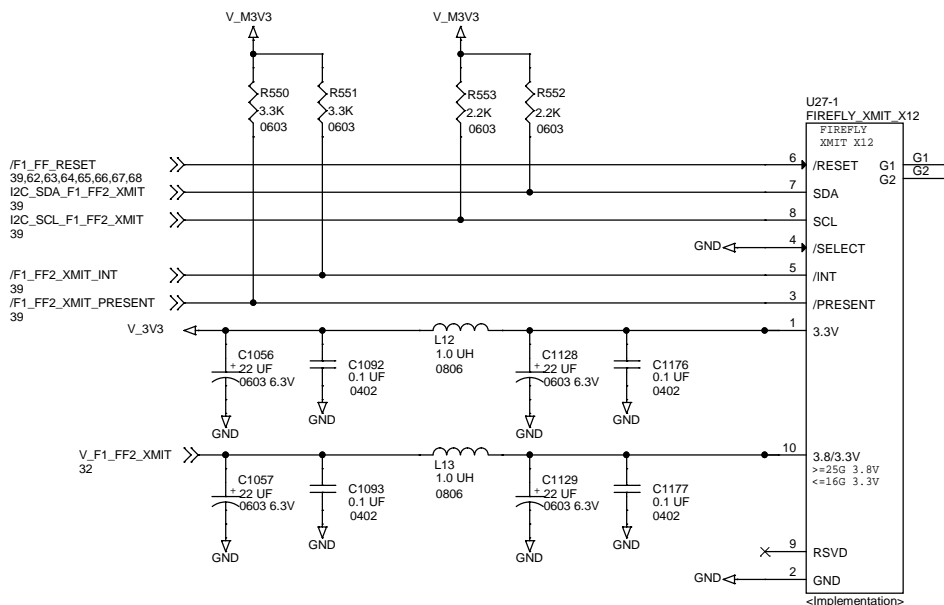 V_M3V3
V_M3V3
R550
3.3K
0603
R551
3.3K
0603
R553
2.2K
0603
R552
2.2K
0603
U27-1
FIREFLY_XMIT_X12
FIREFLY
XMIT X12
/F1_FF_RESET
39,62,63,64,65,66,67,68
6
/RESET
G1
G1
G2
G2
I2C_SDA_F1_FF2_XMIT
39
7
SDA
I2C_SCL_F1_FF2_XMIT
39
8
SCL
GND
4
/SELECT
/F1_FF2_XMIT_INT
39
5
/INT
/F1_FF2_XMIT_PRESENT
39
3
/PRESENT
V_3V3
1
3.3V
C1056
+
22 UF
0603 6.3V
C1092
0.1 UF
0402
L12
1.0 UH
0806
C1128
+
22 UF
0603 6.3V
C1176
0.1 UF
0402
GND
GND
GND
GND
V_F1_FF2_XMIT
32
10
3.8/3.3V
>=25G 3.8V
<=16G 3.3V
C1057
+
22 UF
0603 6.3V
C1093
0.1 UF
0402
L13
1.0 UH
0806
C1129
+
22 UF
0603 6.3V
C1177
0.1 UF
0402
GND
GND
GND
GND
9
RSVD
GND
2
GND
<Implementation>